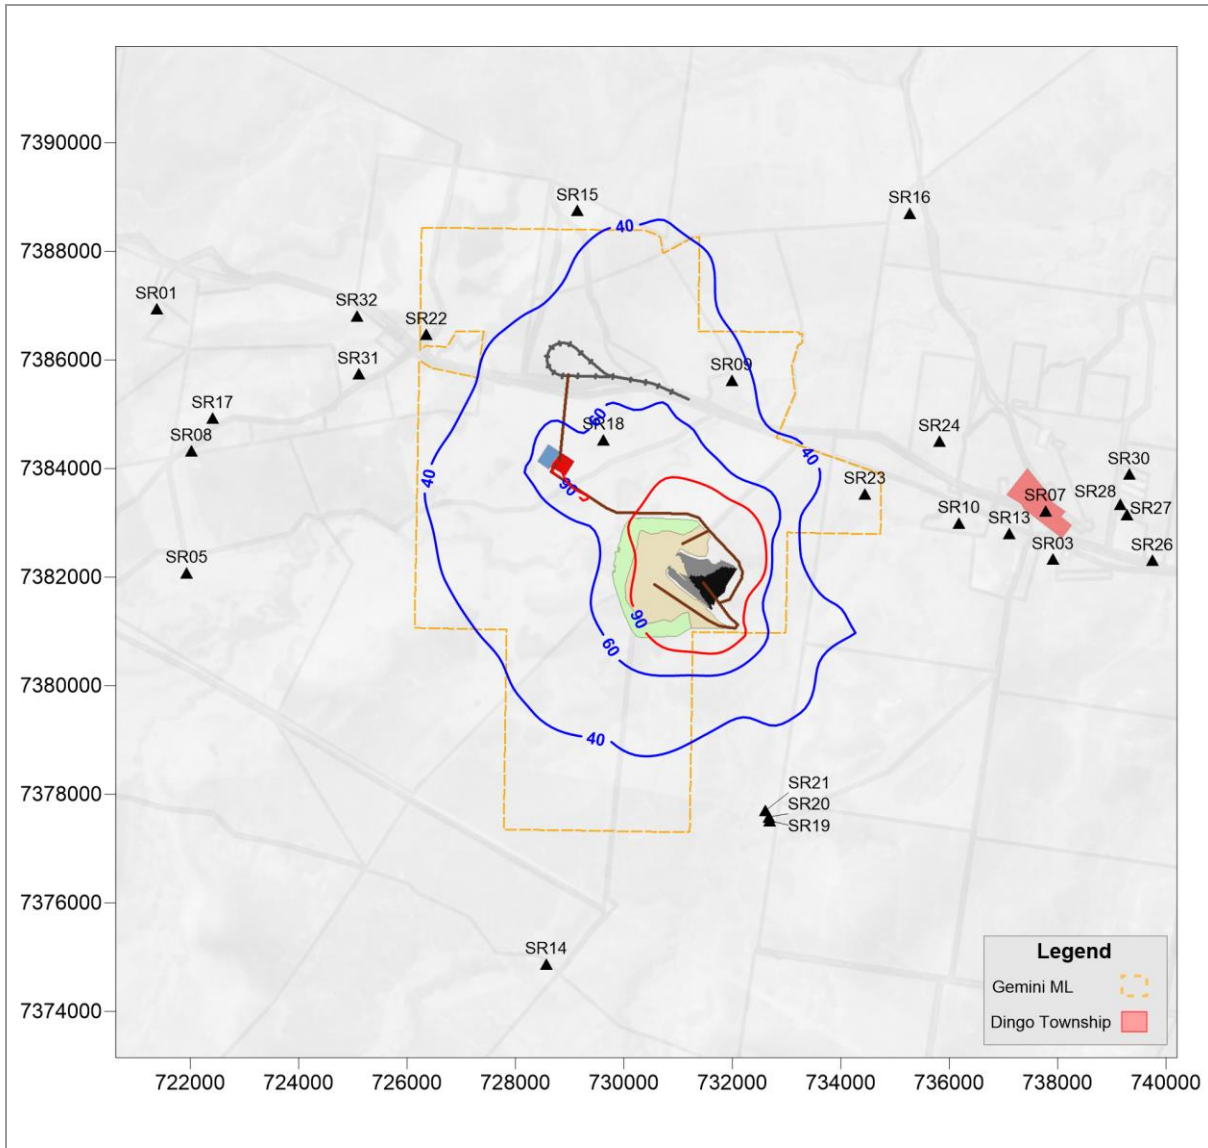 7390000
7388000
7386000
7384000
7382000
7380000
7378000
7376000
7374000
722000 724000 726000 728000 730000 732000 734000 736000 738000 740000
SR15
SR16
40
SR01
SR32
SR22
SR31
SR09
SR17
SR08
60
SR18
SR24
40
40
SR30
SR23
90
SR28
SR07
SR27
SR10
SR13
SR05
SR03
SR26
90
60
40
SR21
SR20
SR19
SR14
Legend
Gemini ML
Dingo Township